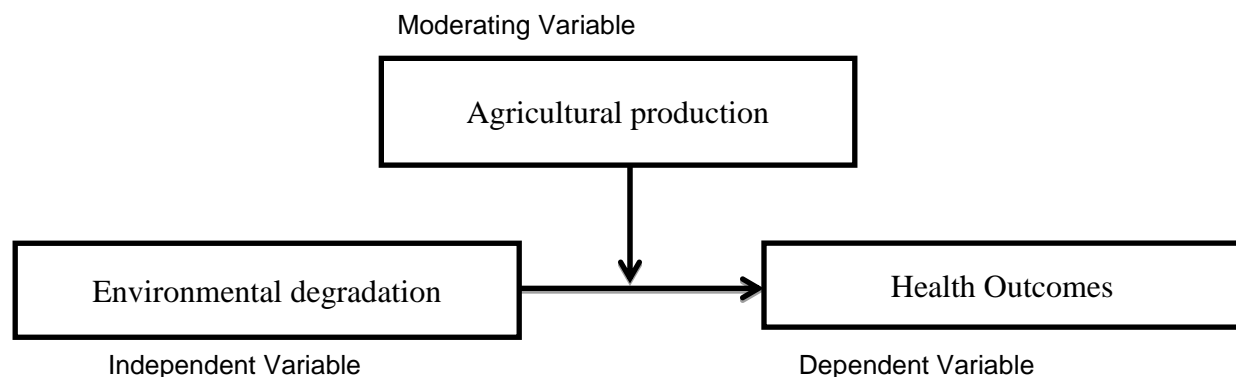 Moderating Variable
Agricultural production
Environmental degradation
Health Outcomes
Independent Variable
Dependent Variable